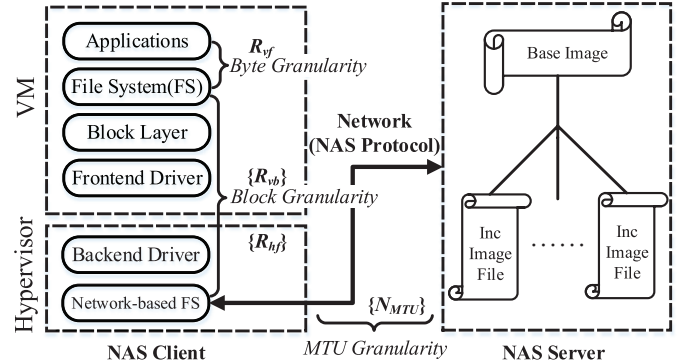 VM
Applications
File System(FS)
Block Layer
Frontend Driver
R_vf
Byte Granularity
{R_vb}
Block Granularity
Hypervisor
{R_hf}
Backend Driver
Network-based FS
NAS Client
Network
(NAS Protocol)
{N_MTU}
MTU Granularity
Base Image
Inc
Image
File
......
Inc
Image
File
NAS Server